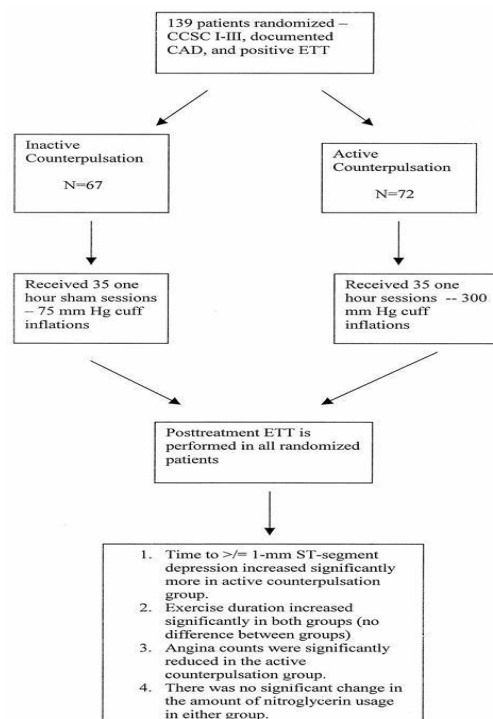 139 patients randomized –
CCSC I-III, documented
CAD, and positive ETT
Inactive
Counterpulsation
N=67
Active
Counterpulsation
N=72
Received 35 one
hour sham sessions
– 75 mm Hg cuff
inflations
Received 35 one
hour sessions -- 300
mm Hg cuff
inflations
Posttreatment ETT is
performed in all randomized
patients
1. Time to >/= 1-mm ST-segment
depression increased significantly
more in active counterpulsation
group.
2. Exercise duration increased
significantly in both groups (no
difference between groups)
3. Angina counts were significantly
reduced in the active
counterpulsation group.
4. There was no significant change in
the amount of nitroglycerin usage
in either group.